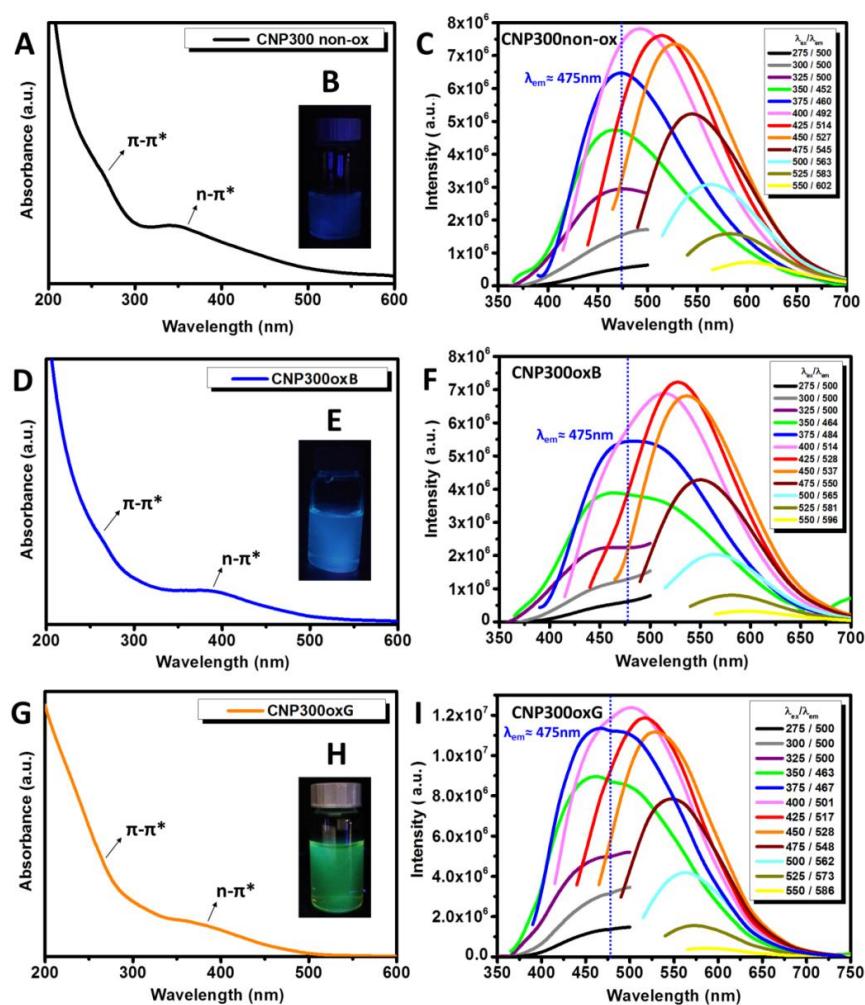 A
CNP300 non-ox
B
π-π*
n-π*
Absorbance (a.u.)
200 300 400 500 600
Wavelength (nm)
C
CNP300non-ox
λem≈ 475nm
8x10⁶
7x10⁶
6x10⁶
5x10⁶
4x10⁶
3x10⁶
2x10⁶
1x10⁶
0
Intensity ( a.u.)
350 400 450 500 550 600 650 700
Wavelength (nm)
λex/λem
275 / 500
300 / 500
325 / 500
350 / 452
375 / 460
400 / 492
425 / 514
450 / 527
475 / 545
500 / 563
525 / 583
550 / 602
D
CNP300oxB
E
π-π*
n-π*
Absorbance (a.u.)
200 300 400 500 600
Wavelength (nm)
F
CNP300oxB
λem≈ 475nm
8x10⁶
7x10⁶
6x10⁶
5x10⁶
4x10⁶
3x10⁶
2x10⁶
1x10⁶
0
Intensity ( a.u.)
350 400 450 500 550 600 650 700
Wavelength (nm)
λex/λem
275 / 500
300 / 500
325 / 500
350 / 464
375 / 484
400 / 514
425 / 528
450 / 537
475 / 550
500 / 565
525 / 581
550 / 596
G
CNP300oxG
H
π-π*
n-π*
Absorbance (a.u.)
200 300 400 500 600
Wavelength (nm)
I
CNP300oxG
λem≈ 475nm
1.2x10⁷
1.0x10⁷
8.0x10⁶
6.0x10⁶
4.0x10⁶
2.0x10⁶
0.0
Intensity ( a.u.)
350 400 450 500 550 600 650 700 750
Wavelength (nm)
λex/λem
275 / 500
300 / 500
325 / 500
350 / 463
375 / 467
400 / 501
425 / 517
450 / 528
475 / 548
500 / 562
525 / 573
550 / 586